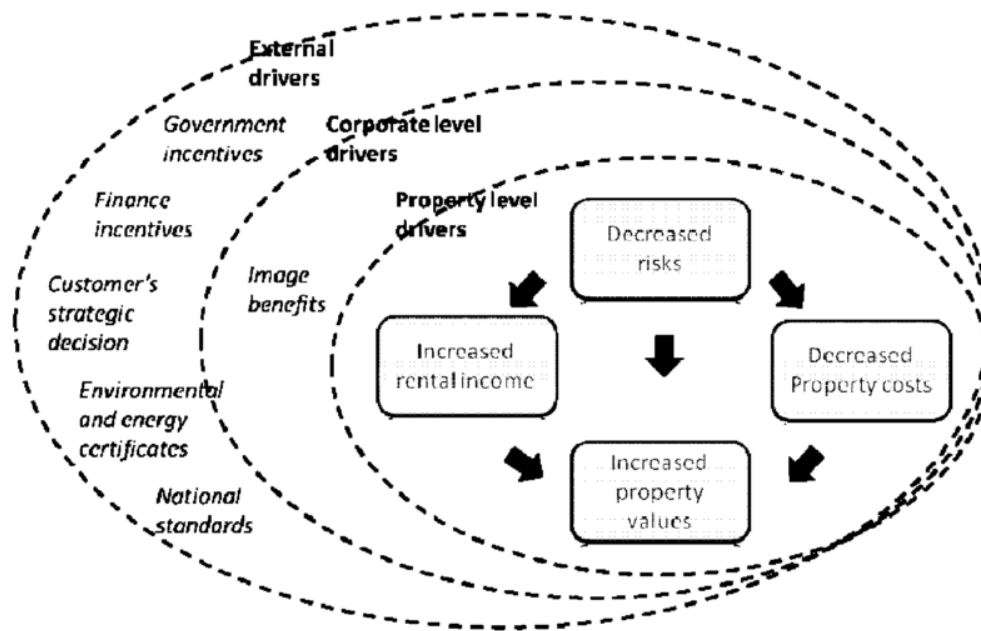 External
drivers
Government
incentives
Corporate level
drivers
Finance
incentives
Property level
drivers
Decreased
risks
Customer's
strategic
decision
Image
benefits
Increased
rental income
Decreased
Property costs
Environmental
and energy
certificates
Increased
property
values
National
standards